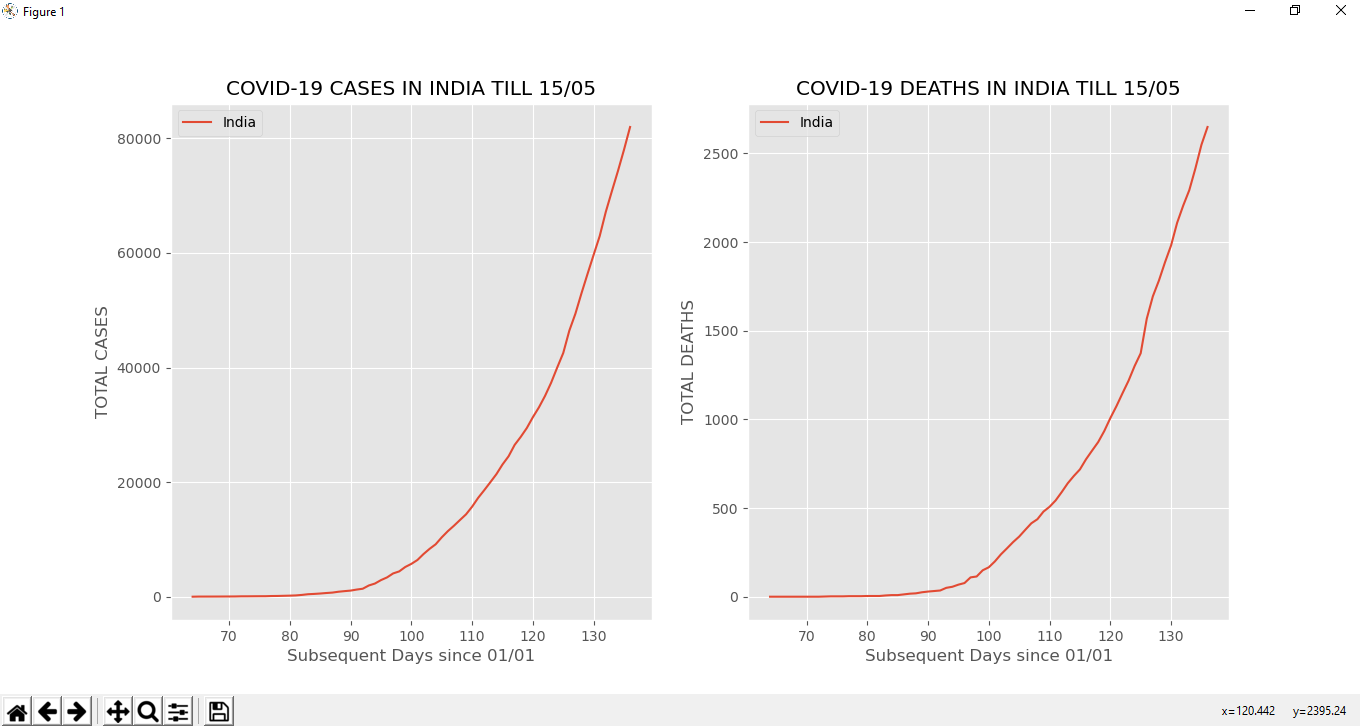 Figure 1
COVID-19 CASES IN INDIA TILL 15/05
India
80000
60000
40000
20000
0
TOTAL CASES
70 80 90 100 110 120 130
Subsequent Days since 01/01
COVID-19 DEATHS IN INDIA TILL 15/05
India
2500
2000
1500
1000
500
0
TOTAL DEATHS
70 80 90 100 110 120 130
Subsequent Days since 01/01
x=120.442 y=2395.24